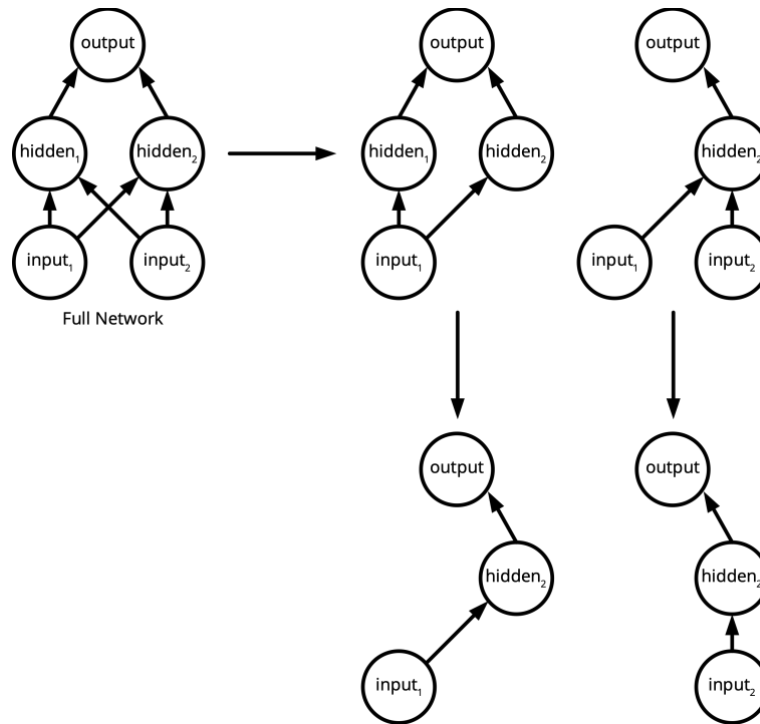 output
output
output
hidden₁
hidden₂
hidden₁
hidden₂
hidden₂
input₁
input₂
input₁
input₁
input₂
Full Network
output
output
hidden₂
hidden₂
input₁
input₂